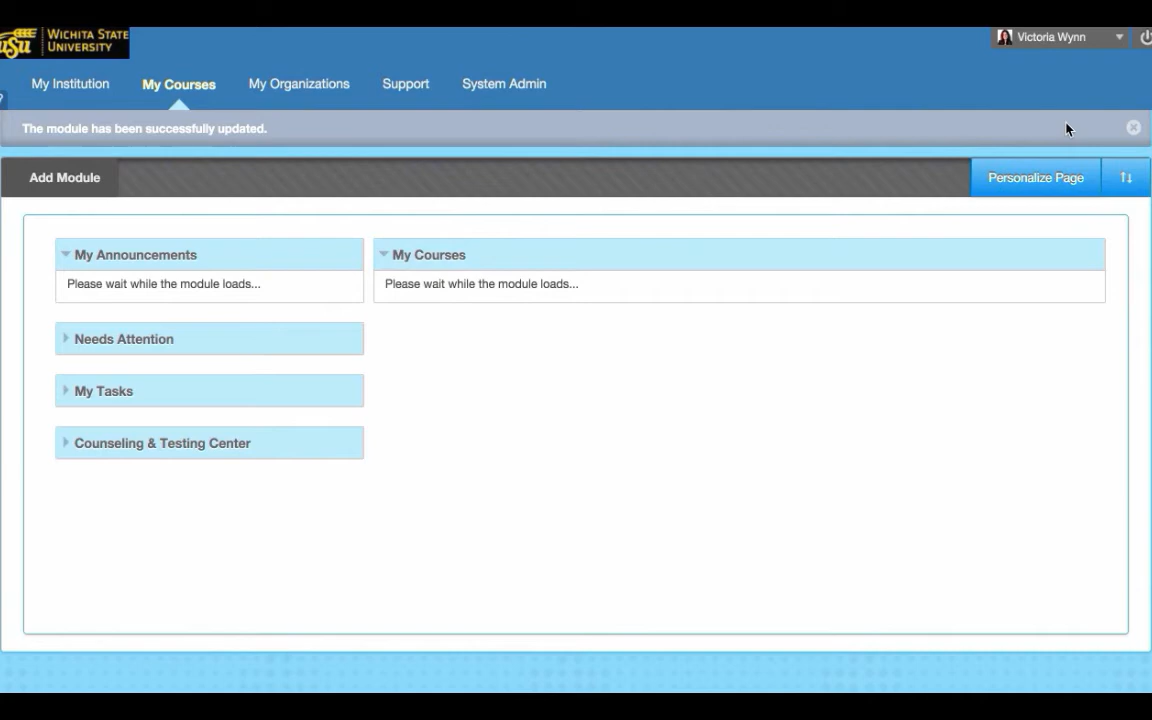 WICHITA STATE
UNIVERSITY
Victoria Wynn
My Institution My Courses My Organizations Support System Admin
The module has been successfully updated.
Add Module Personalize Page
My Announcements My Courses
Please wait while the module loads... Please wait while the module loads...
Needs Attention
My Tasks
Counseling & Testing Center